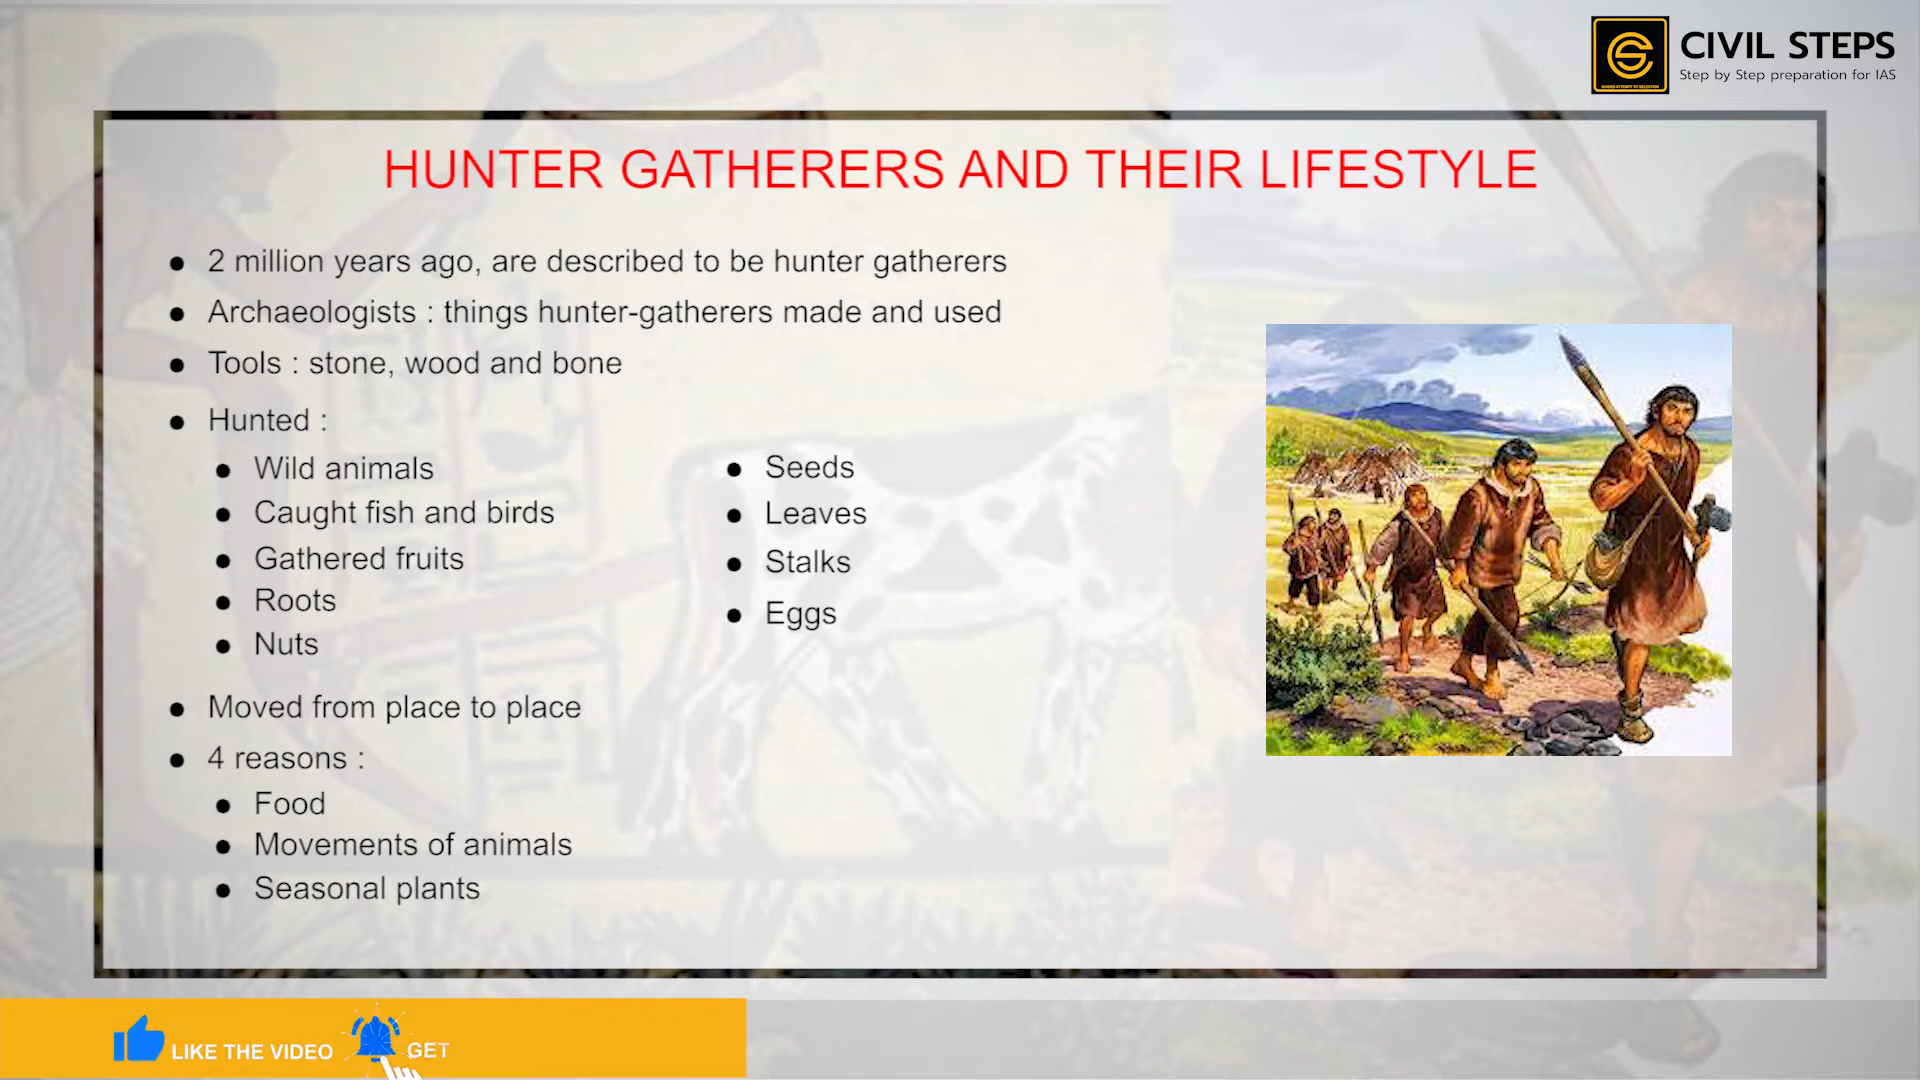 CIVIL STEPS
Step by Step preparation for IAS
HUNTER GATHERERS AND THEIR LIFESTYLE
● 2 million years ago, are described to be hunter gatherers
● Archaeologists : things hunter-gatherers made and used
● Tools : stone, wood and bone
● Hunted :
● Wild animals
● Caught fish and birds
● Gathered fruits
● Roots
● Nuts
● Seeds
● Leaves
● Stalks
● Eggs
● Moved from place to place
● 4 reasons :
● Food
● Movements of animals
● Seasonal plants
LIKE THE VIDEO GET